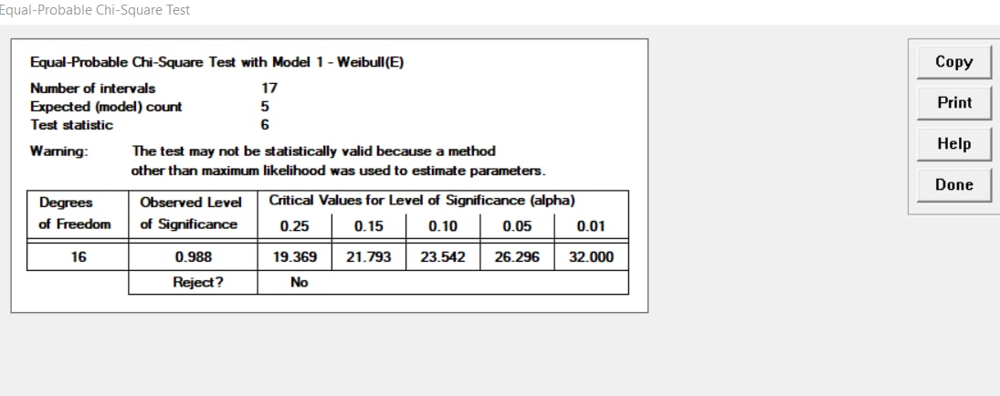 Equal-Probable Chi-Square Test
Equal-Probable Chi-Square Test with Model 1 - Weibull(E)
Number of intervals 17
Expected (model) count 5
Test statistic 6
Warning: The test may not be statistically valid because a method
other than maximum likelihood was used to estimate parameters.
Degrees Observed Level Critical Values for Level of Significance (alpha)
of Freedom of Significance 0.25 0.15 0.10 0.05 0.01
16 0.988 19.369 21.793 23.542 26.296 32.000
Reject? No
Copy
Print
Help
Done